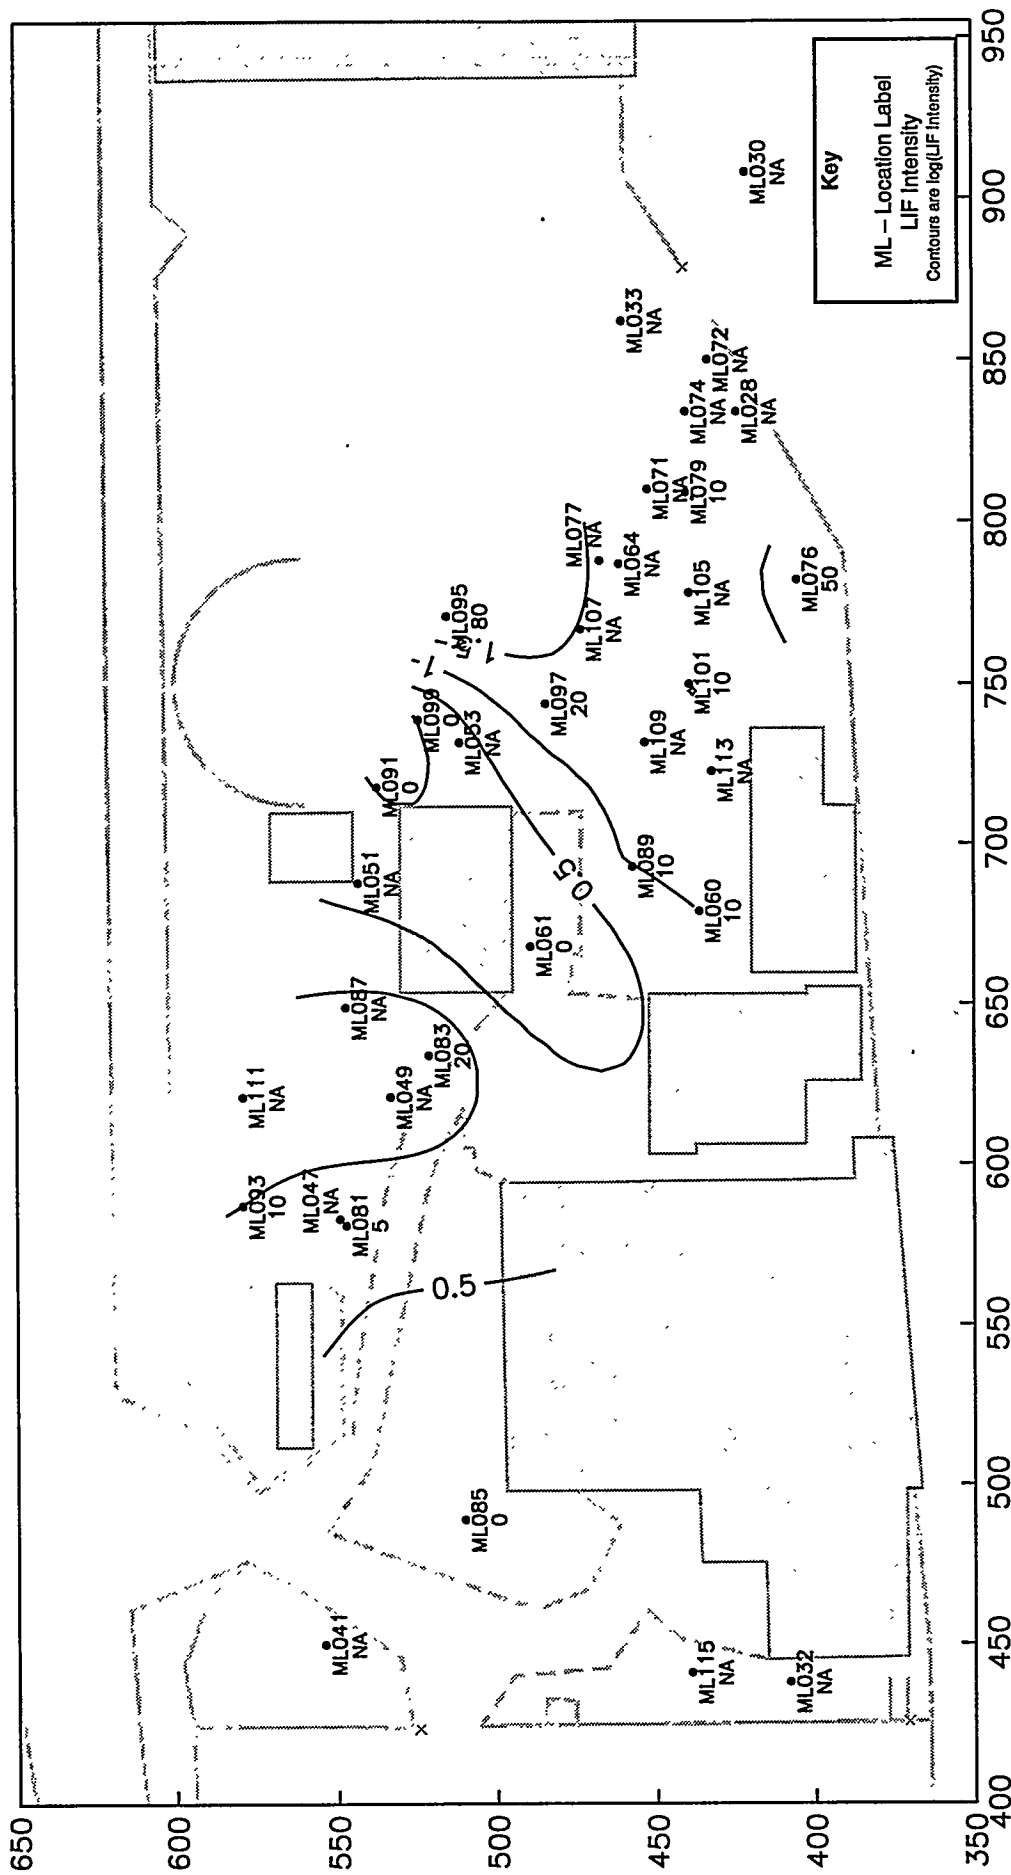 Key
ML – Location Label
LIF Intensity
Contours are log(LIF Intensity)
650
600
550
500
450
400
350
400
450
500
550
600
650
700
750
800
850
900
950
ML041
NA
ML115
NA
ML032
NA
ML085
0
0.5
ML093
10
ML047
NA
ML081
5
ML111
NA
ML049
NA
ML083
20
ML087
NA
ML051
NA
ML061
0
0.5
ML060
10
ML089
10
ML091
0
ML099
0
ML053
NA
ML097
20
ML109
NA
ML113
NA
ML101
10
1
1
ML095
80
ML107
NA
ML077
NA
ML064
NA
ML105
NA
ML076
50
ML071
NA
ML079
10
ML074
NA
ML028
NA
ML072
NA
ML033
NA
ML030
NA